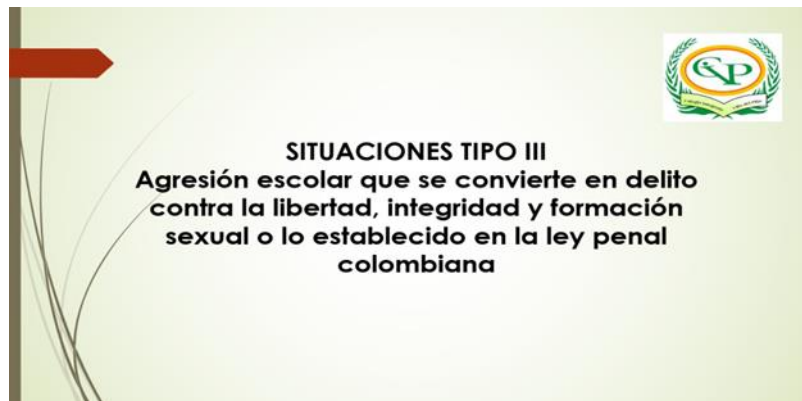 CVP
SITUACIONES TIPO III
Agresión escolar que se convierte en delito
contra la libertad, integridad y formación
sexual o lo establecido en la ley penal
colombiana